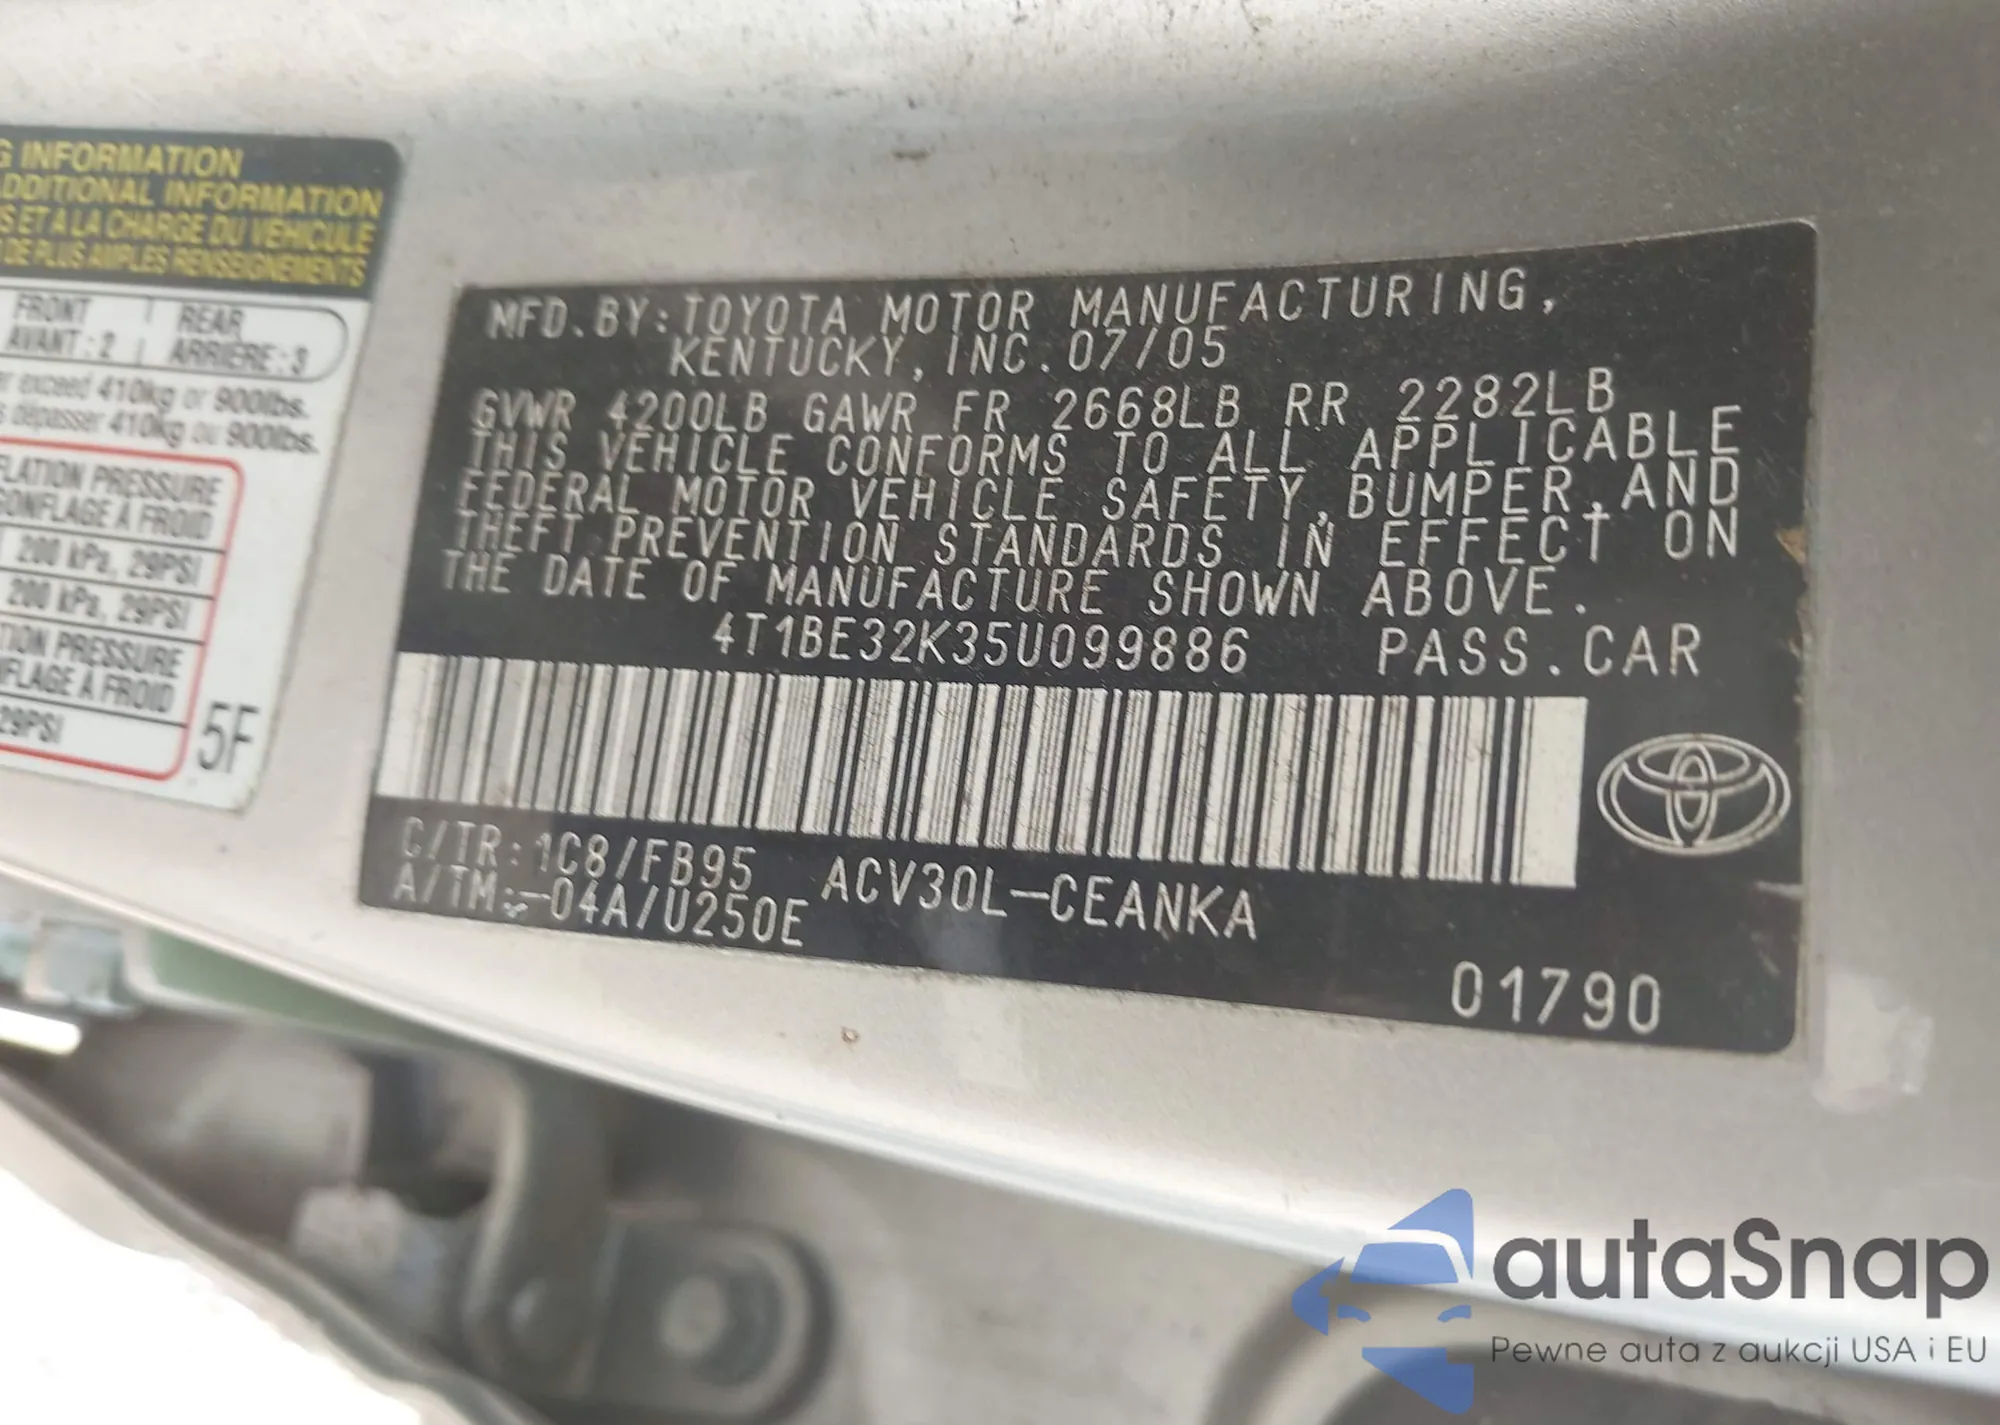 G INFORMATION
ADDITIONAL INFORMATION
S ET A LA CHARGE DU VÉHICULE
DE PLUS AMPLES RENSEIGNEMENTS
FRONT
AVANT : 2
REAR
ARRIÈRE : 3
er exceed 410kg or 900lbs.
s dépasser 410kg ou 900lbs.
FLATION PRESSURE
GONFLAGE À FROID
200 kPa, 29PSI
200 kPa, 29PSI
TION PRESSURE
NFLAGE À FROID
29PSI
5F
MFD. BY: TOYOTA MOTOR MANUFACTURING,
KENTUCKY, INC. 07/05
GVWR 4200LB GAWR FR 2668LB RR 2282LB
THIS VEHICLE CONFORMS TO ALL APPLICABLE
FEDERAL MOTOR VEHICLE SAFETY, BUMPER, AND
THEFT PREVENTION STANDARDS IN EFFECT ON
THE DATE OF MANUFACTURE SHOWN ABOVE.
4T1BE32K35U099886 PASS. CAR
C/TR: 1C8/FB95 ACV30L-CEANKA
A/TM: -04A/U250E
01790
autaSnap
Pewne auta z aukcji USA i EU